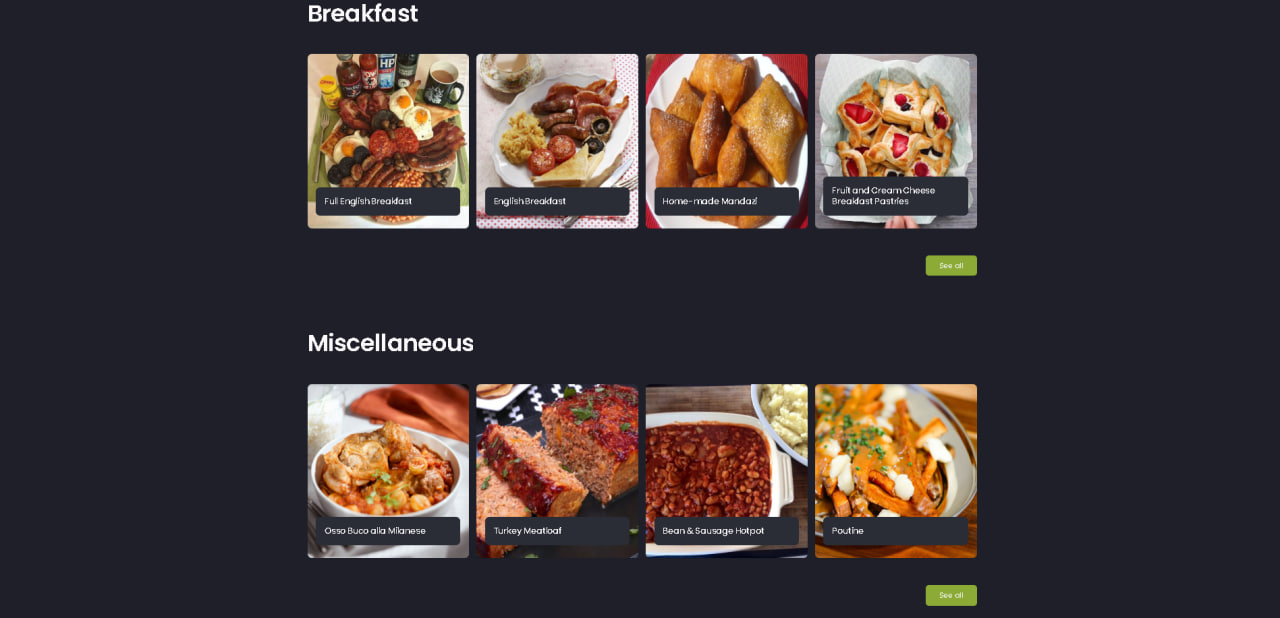 Breakfast
HP
Full English Breakfast
English Breakfast
Home-made Mandazi
Fruit and Cream Cheese
Breakfast Pastries
See all
Miscellaneous
Osso Buco alla Milanese
Turkey Meatloaf
Bean & Sausage Hotpot
Poutine
See all